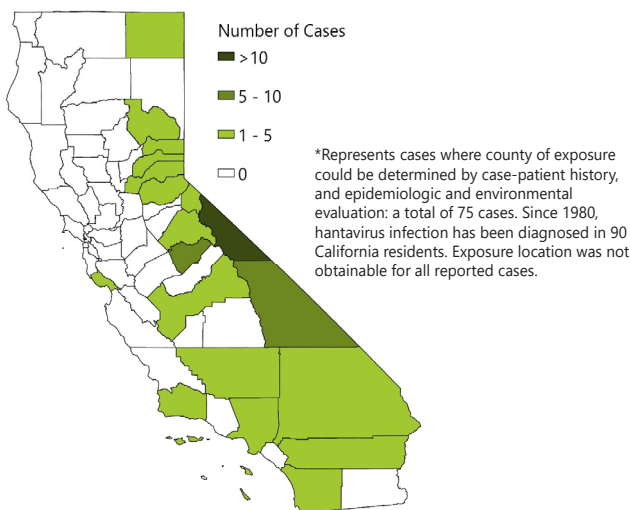 Number of Cases
>10
5 - 10
1 - 5
0
*Represents cases where county of exposure
could be determined by case-patient history,
and epidemiologic and environmental
evaluation: a total of 75 cases. Since 1980,
hantavirus infection has been diagnosed in 90
California residents. Exposure location was not
obtainable for all reported cases.